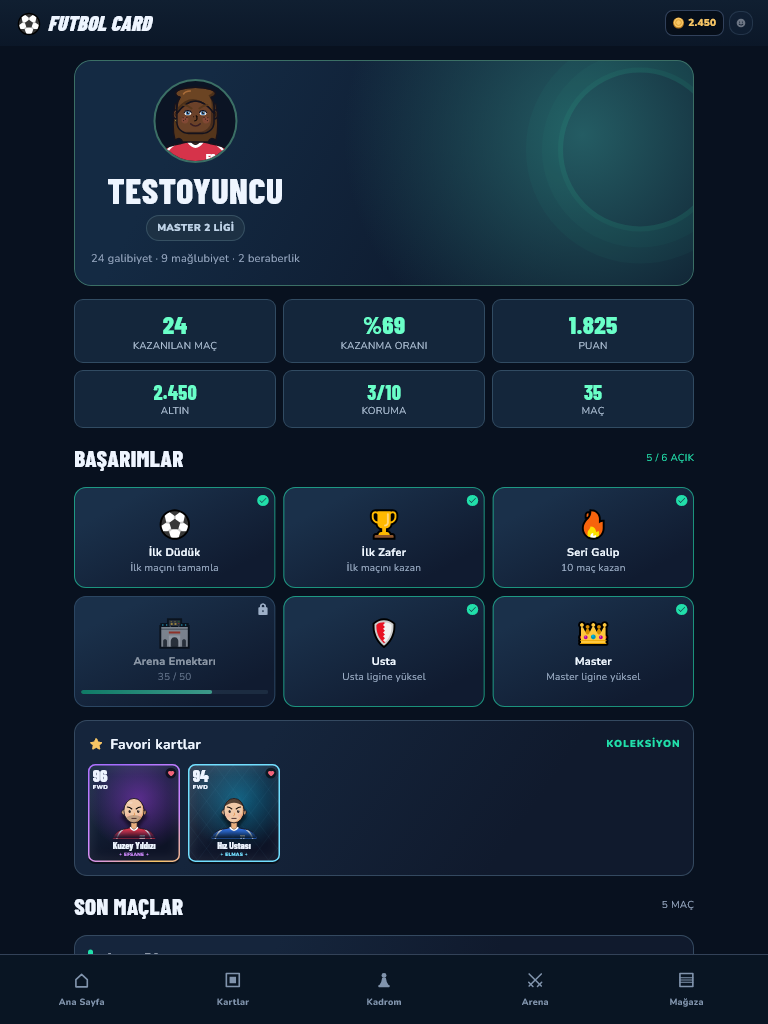 FUTBOL CARD
2.450
TESTOYUNCU
MASTER 2 LİGİ
24 galibiyet · 9 mağlubiyet · 2 beraberlik
24
KAZANILAN MAÇ
%69
KAZANMA ORANI
1.825
PUAN
2.450
ALTIN
3/10
KORUMA
35
MAÇ
BAŞARIMLAR
5 / 6 AÇIK
İlk Düdük
İlk maçını tamamla
İlk Zafer
İlk maçını kazan
Seri Galip
10 maç kazan
Arena Emektarı
35 / 50
Usta
Usta ligine yüksel
Master
Master ligine yüksel
Favori kartlar
KOLEKSİYON
96
FWD
Kuzey Yıldızı
EFSANE
94
FWD
Hız Ustası
ELMAS
SON MAÇLAR
5 MAÇ
Ana Sayfa
Kartlar
Kadrom
Arena
Mağaza